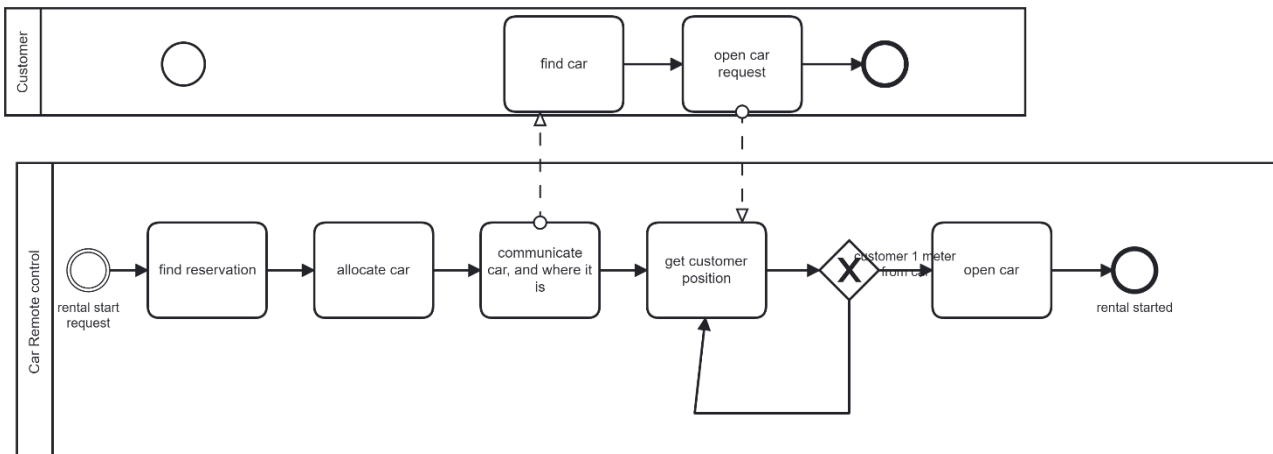 Customer
find car
open car
request
Car Remote control
rental start
request
find reservation
allocate car
communicate
car, and where it
is
get customer
position
customer 1 meter
from car
open car
rental started